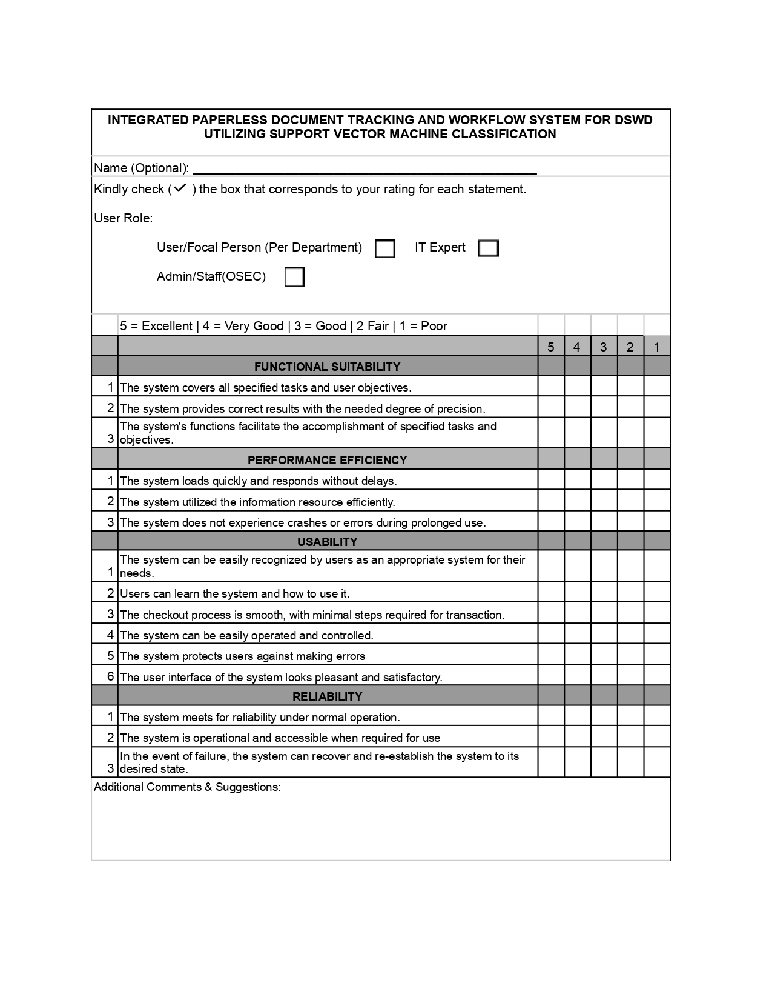 INTEGRATED PAPERLESS DOCUMENT TRACKING AND WORKFLOW SYSTEM FOR DSWD
UTILIZING SUPPORT VECTOR MACHINE CLASSIFICATION
Name (Optional): ______________________________________________
Kindly check ( ✓ ) the box that corresponds to your rating for each statement.
User Role:
User/Focal Person (Per Department) IT Expert
Admin/Staff(OSEC)
5 = Excellent | 4 = Very Good | 3 = Good | 2 Fair | 1 = Poor
5 4 3 2 1
FUNCTIONAL SUITABILITY
1 The system covers all specified tasks and user objectives.
2 The system provides correct results with the needed degree of precision.
The system's functions facilitate the accomplishment of specified tasks and
3 objectives.
PERFORMANCE EFFICIENCY
1 The system loads quickly and responds without delays.
2 The system utilized the information resource efficiently.
3 The system does not experience crashes or errors during prolonged use.
USABILITY
The system can be easily recognized by users as an appropriate system for their
1 needs.
2 Users can learn the system and how to use it.
3 The checkout process is smooth, with minimal steps required for transaction.
4 The system can be easily operated and controlled.
5 The system protects users against making errors
6 The user interface of the system looks pleasant and satisfactory.
RELIABILITY
1 The system meets for reliability under normal operation.
2 The system is operational and accessible when required for use
In the event of failure, the system can recover and re-establish the system to its
3 desired state.
Additional Comments & Suggestions: